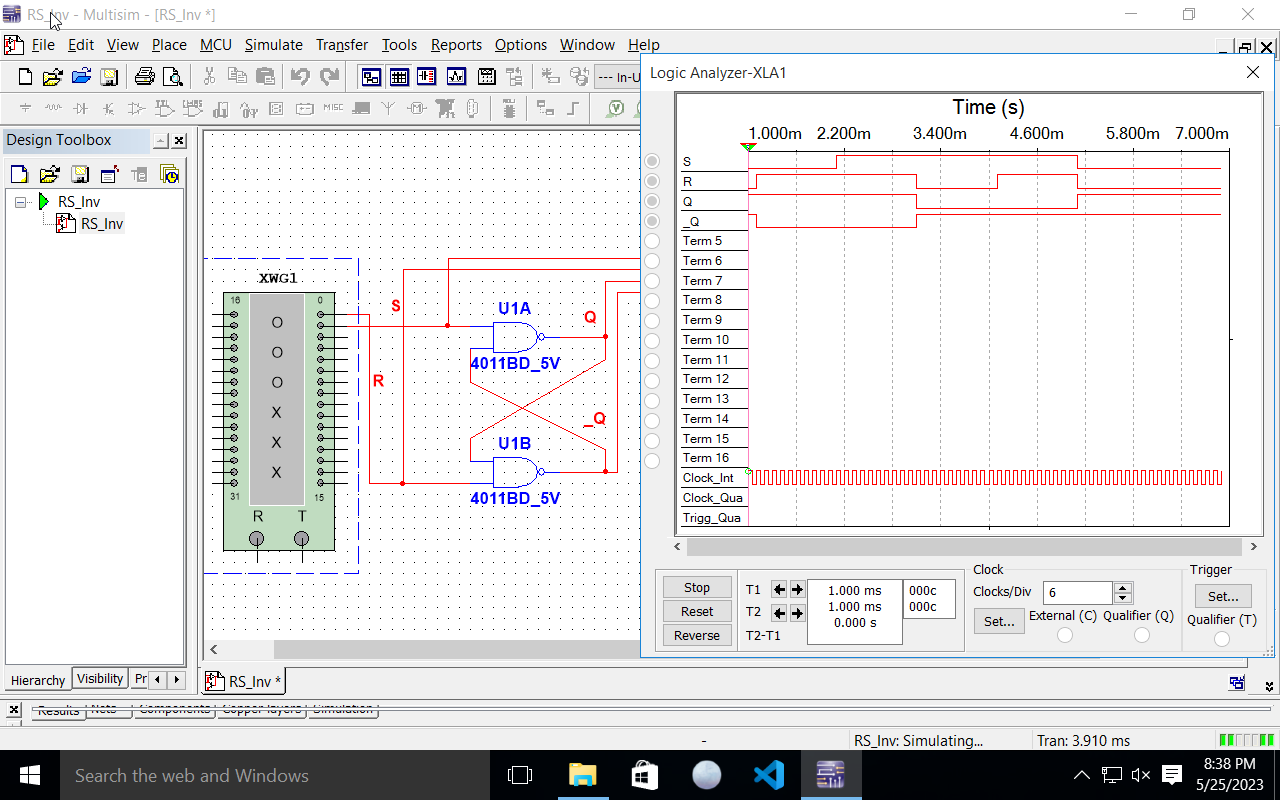 RS_Inv - Multisim - [RS_Inv *]
File Edit View Place MCU Simulate Transfer Tools Reports Options Window Help
--- In-U
MISC
Design Toolbox
RS_Inv
RS_Inv
Hierarchy Visibility Pr
XWG1
16 0
O
O
O
X
X
X
31 15
R T
S
R
U1A
4011BD_5V
Q
_Q
U1B
4011BD_5V
RS_Inv *
Logic Analyzer-XLA1
Time (s)
1.000m 2.200m 3.400m 4.600m 5.800m 7.000m
S
R
Q
_Q
Term 5
Term 6
Term 7
Term 8
Term 9
Term 10
Term 11
Term 12
Term 13
Term 14
Term 15
Term 16
Clock_Int
Clock_Qua
Trigg_Qua
Stop
Reset
Reverse
T1 1.000 ms 000c
T2 1.000 ms 000c
T2-T1 0.000 s
Clock
Clocks/Div 6
Set... External (C) Qualifier (Q)
Trigger
Set...
Qualifier (T)
Results Nets Components Copper layers Simulation
- RS_Inv: Simulating... Tran: 3.910 ms
Search the web and Windows
8:38 PM
5/25/2023